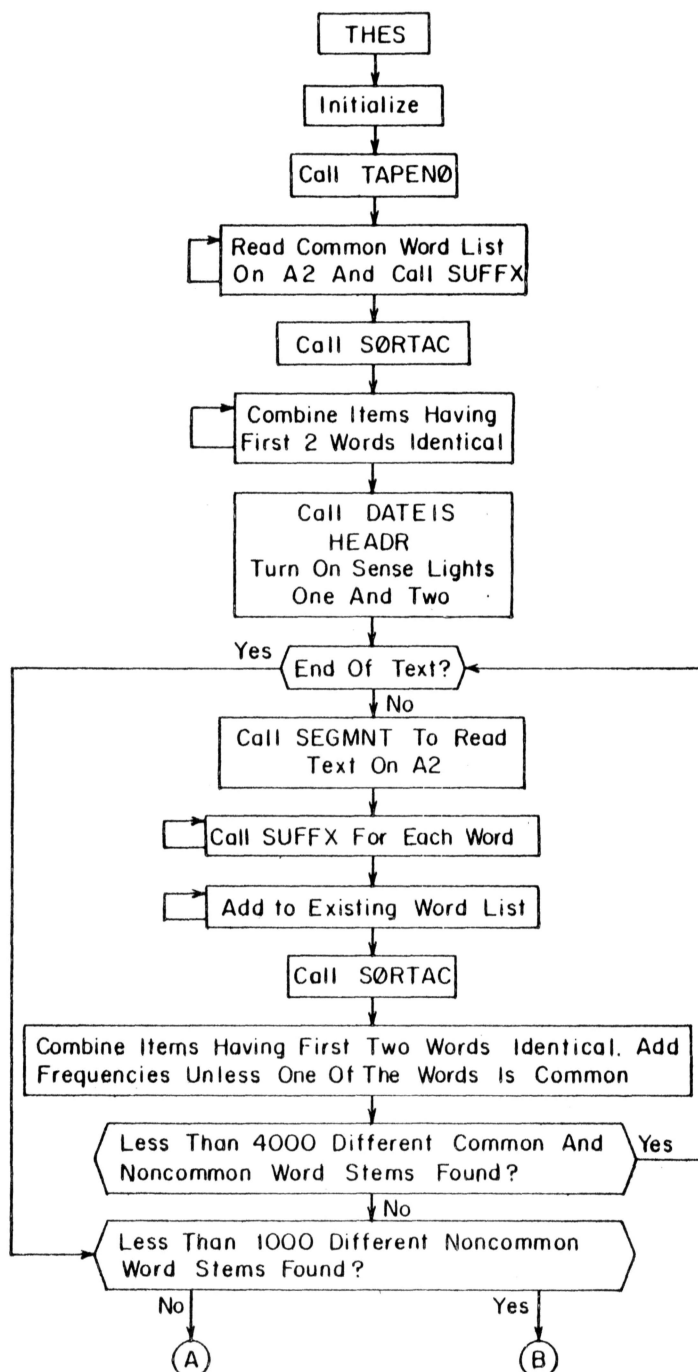 THES
Initialize
Call TAPENØ
Read Common Word List
On A2 And Call SUFFX
Call SØRTAC
Combine Items Having
First 2 Words Identical
Call DATEIS
HEADR
Turn On Sense Lights
One And Two
Yes
End Of Text?
No
Call SEGMNT To Read
Text On A2
Call SUFFX For Each Word
Add to Existing Word List
Call SØRTAC
Combine Items Having First Two Words Identical. Add
Frequencies Unless One Of The Words Is Common
Less Than 4000 Different Common And
Noncommon Word Stems Found?
Yes
No
Less Than 1000 Different Noncommon
Word Stems Found?
No
Yes
A
B